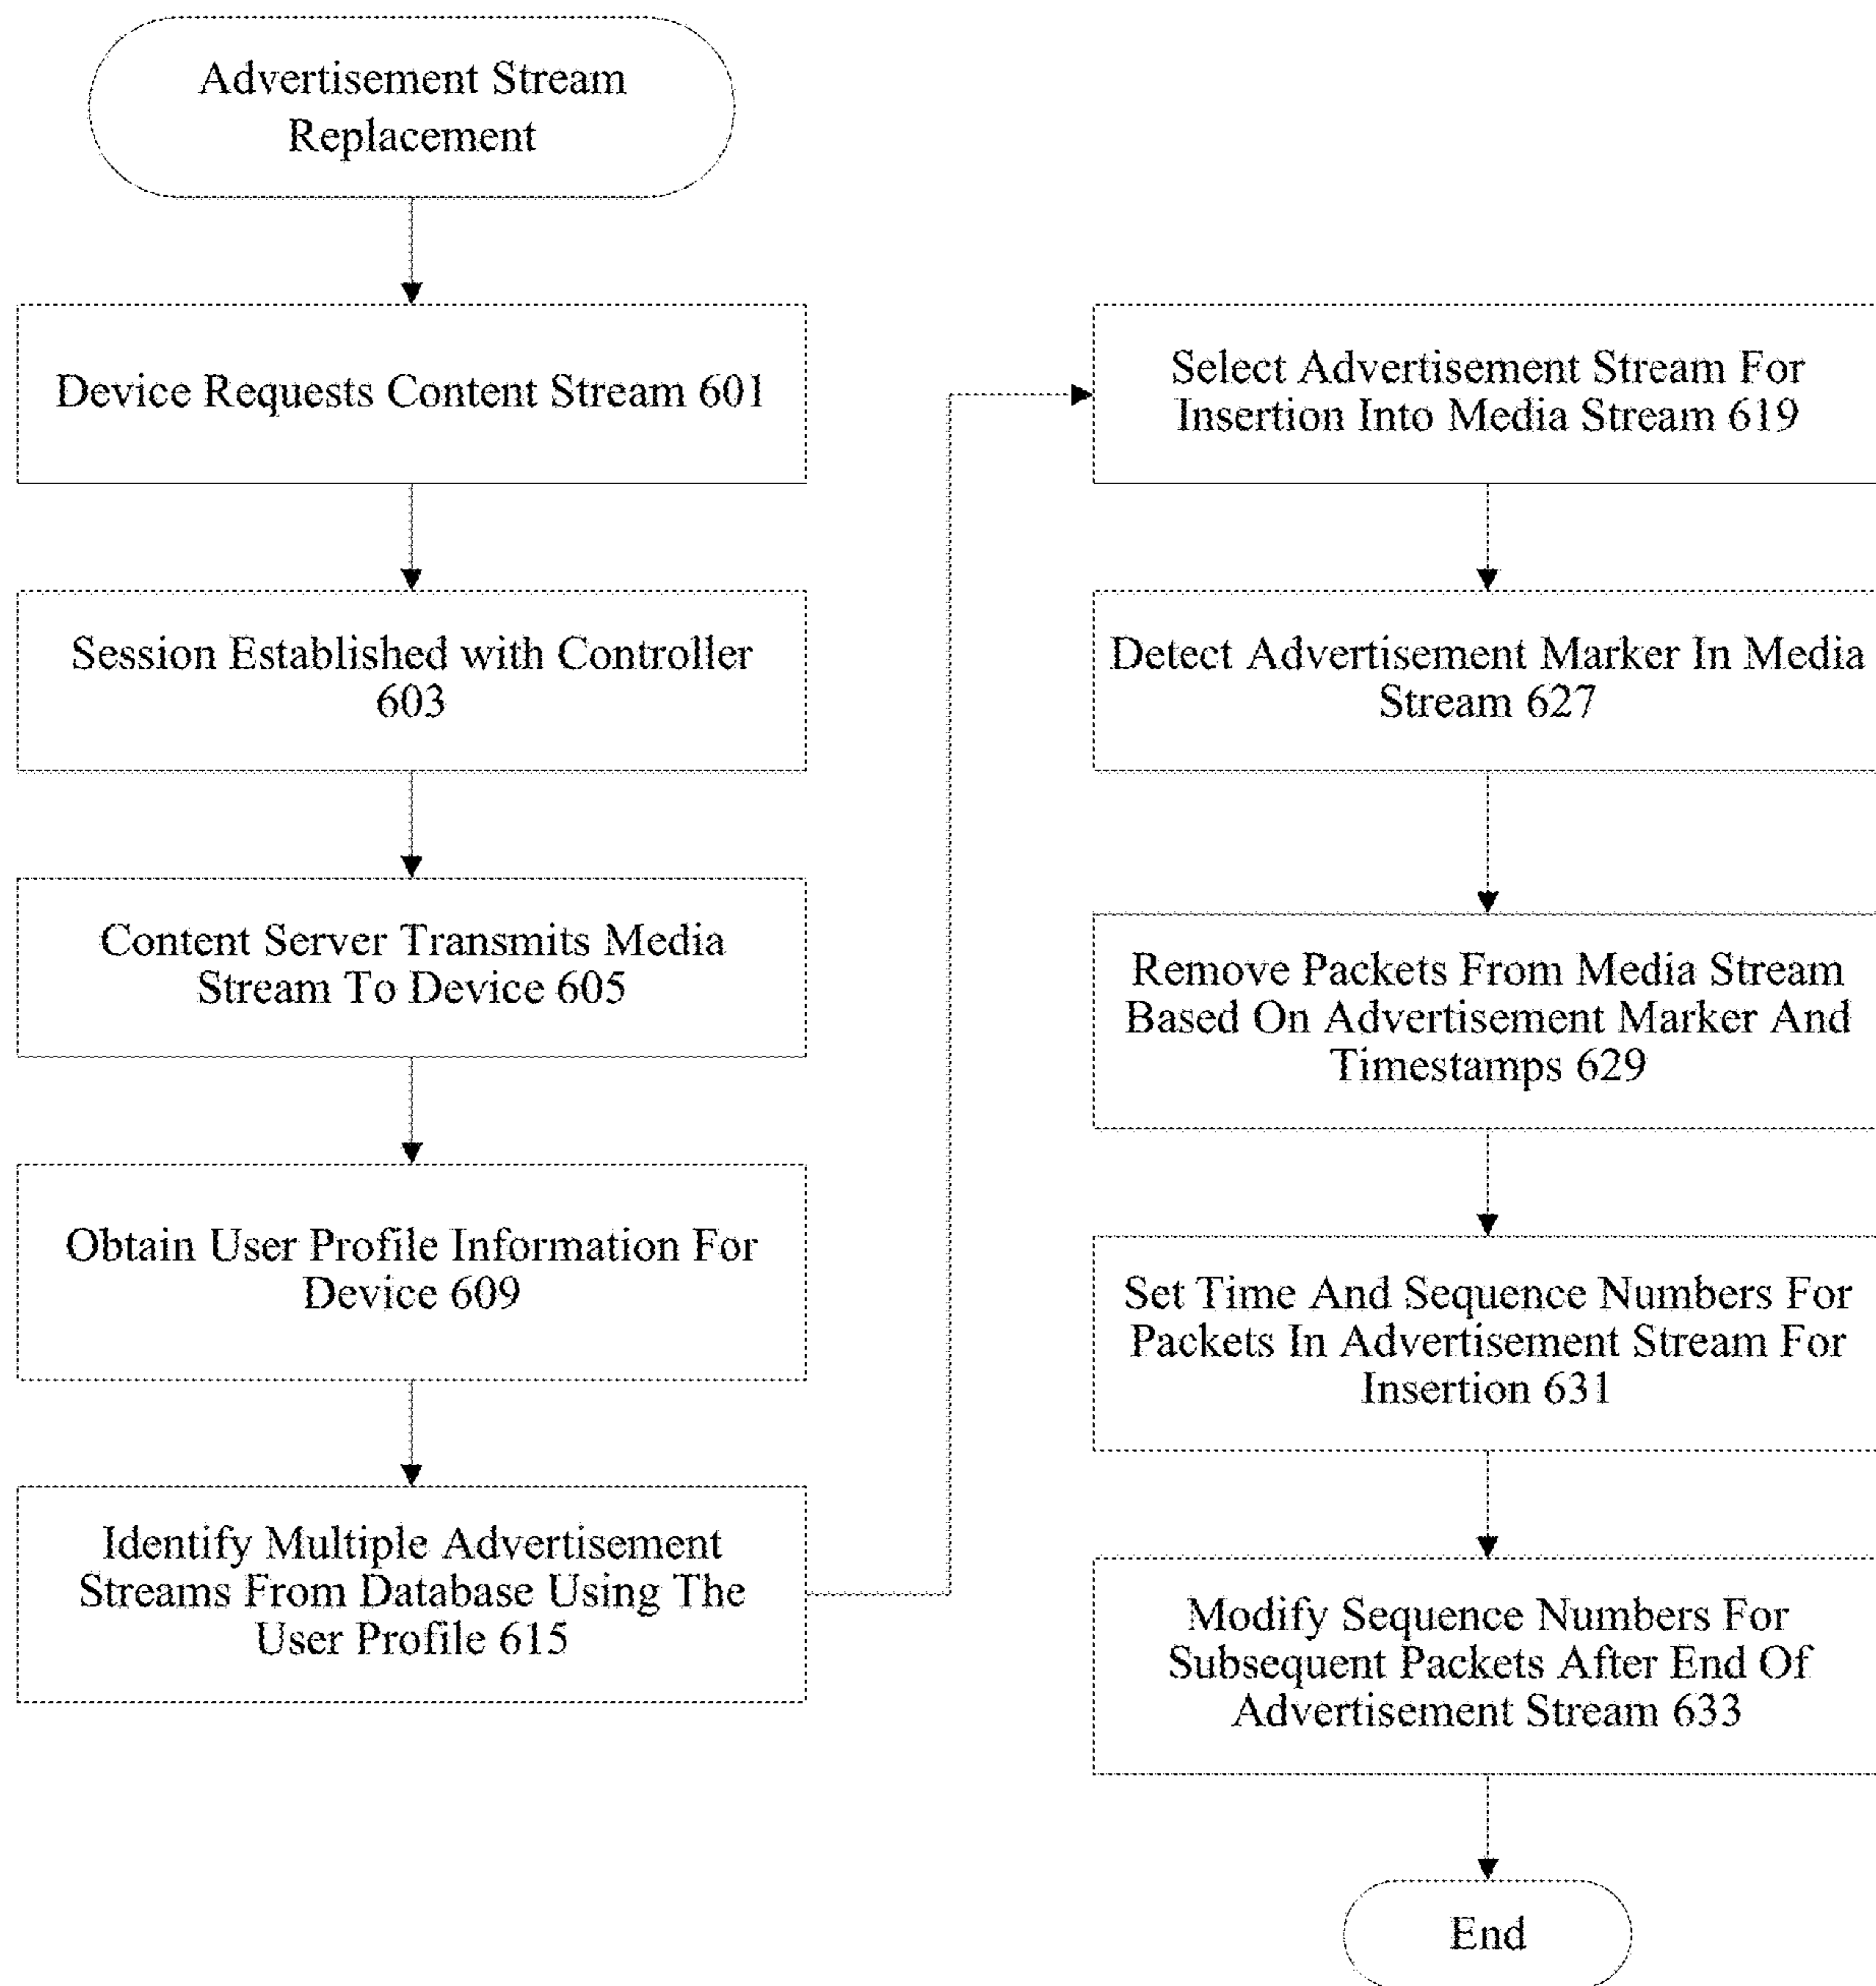 Advertisement Stream
Replacement
Device Requests Content Stream 601
Session Established with Controller
603
Content Server Transmits Media
Stream To Device 605
Obtain User Profile Information For
Device 609
Identify Multiple Advertisement
Streams From Database Using The
User Profile 615
Select Advertisement Stream For
Insertion Into Media Stream 619
Detect Advertisement Marker In Media
Stream 627
Remove Packets From Media Stream
Based On Advertisement Marker And
Timestamps 629
Set Time And Sequence Numbers For
Packets In Advertisement Stream For
Insertion 631
Modify Sequence Numbers For
Subsequent Packets After End Of
Advertisement Stream 633
End